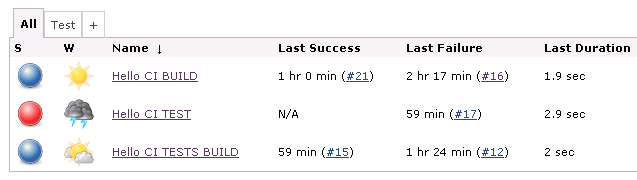 All Test +
S W Name ↓ Last Success Last Failure Last Duration
Hello CI BUILD 1 hr 0 min (#21) 2 hr 17 min (#16) 1.9 sec
Hello CI TEST N/A 59 min (#17) 2.9 sec
Hello CI TESTS BUILD 59 min (#15) 1 hr 24 min (#12) 2 sec